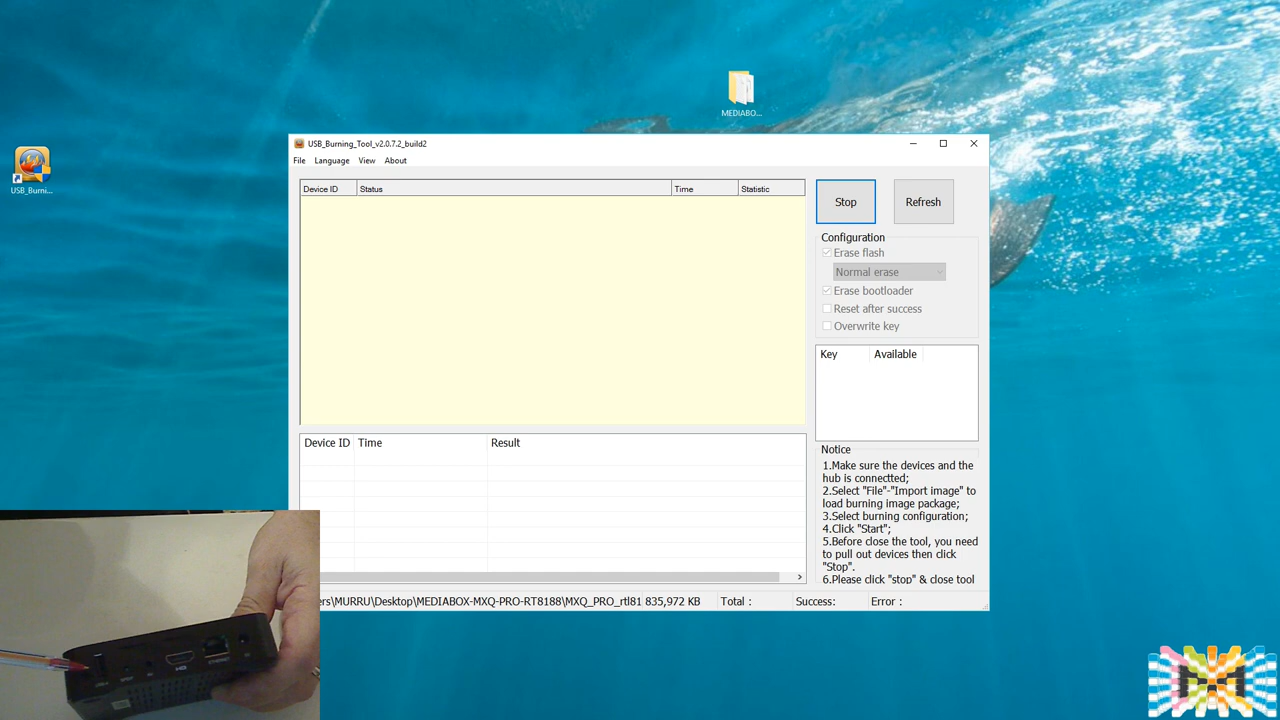 MEDIABO...
USB_Burni...
USB_Burning_Tool_v2.0.7.2_build2
File Language View About
Device ID Status Time Statistic
Stop Refresh
Configuration
Erase flash
Normal erase
Erase bootloader
Reset after success
Overwrite key
Key Available
Device ID Time Result
Notice
1.Make sure the devices and the
hub is connectted;
2.Select "File"-"Import image" to
load burning image package;
3.Select burning configuration;
4.Click "Start";
5.Before close the tool, you need
to pull out devices then click
"Stop".
6.Please click "stop" & close tool
ers\MURRU\Desktop\MEDIABOX-MXQ-PRO-RT8188\MXQ_PRO_rtl81 835,972 KB Total : Success: Error :